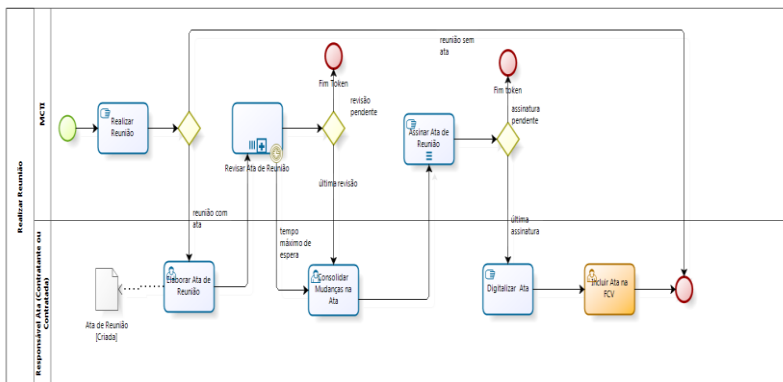 Realizar Reunião
MCTI
Responsável Ata (Contratante ou
Contratada)
reunião sem
ata
Realizar
Reunião
Fim Token
revisão
pendente
Revisar Ata de Reunião
Fim token
assinatura
pendente
Assinar Ata de
Reunião
reunião com
ata
última revisão
tempo
máximo de
espera
última
assinatura
Elaborar Ata de
Reunião
Ata de Reunião
[Criada]
Consolidar
Mudanças na
Ata
Digitalizar Ata
Incluir Ata na
FCV